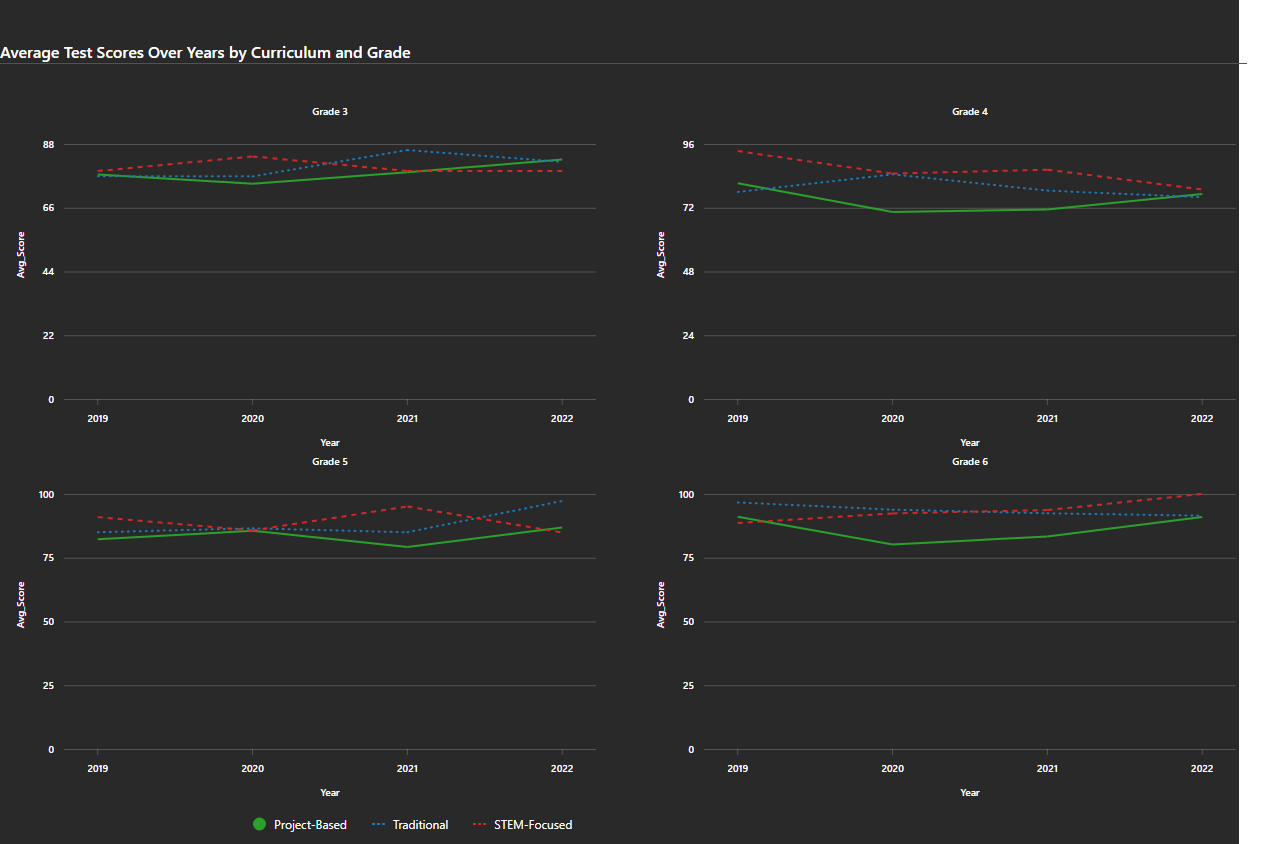 Average Test Scores Over Years by Curriculum and Grade
Grade 3
88
66
44
22
0
Avg_Score
2019 2020 2021 2022
Year
Grade 4
96
72
48
24
0
Avg_Score
2019 2020 2021 2022
Year
Grade 5
100
75
50
25
0
Avg_Score
2019 2020 2021 2022
Year
Grade 6
100
75
50
25
0
Avg_Score
2019 2020 2021 2022
Year
Project-Based Traditional STEM-Focused